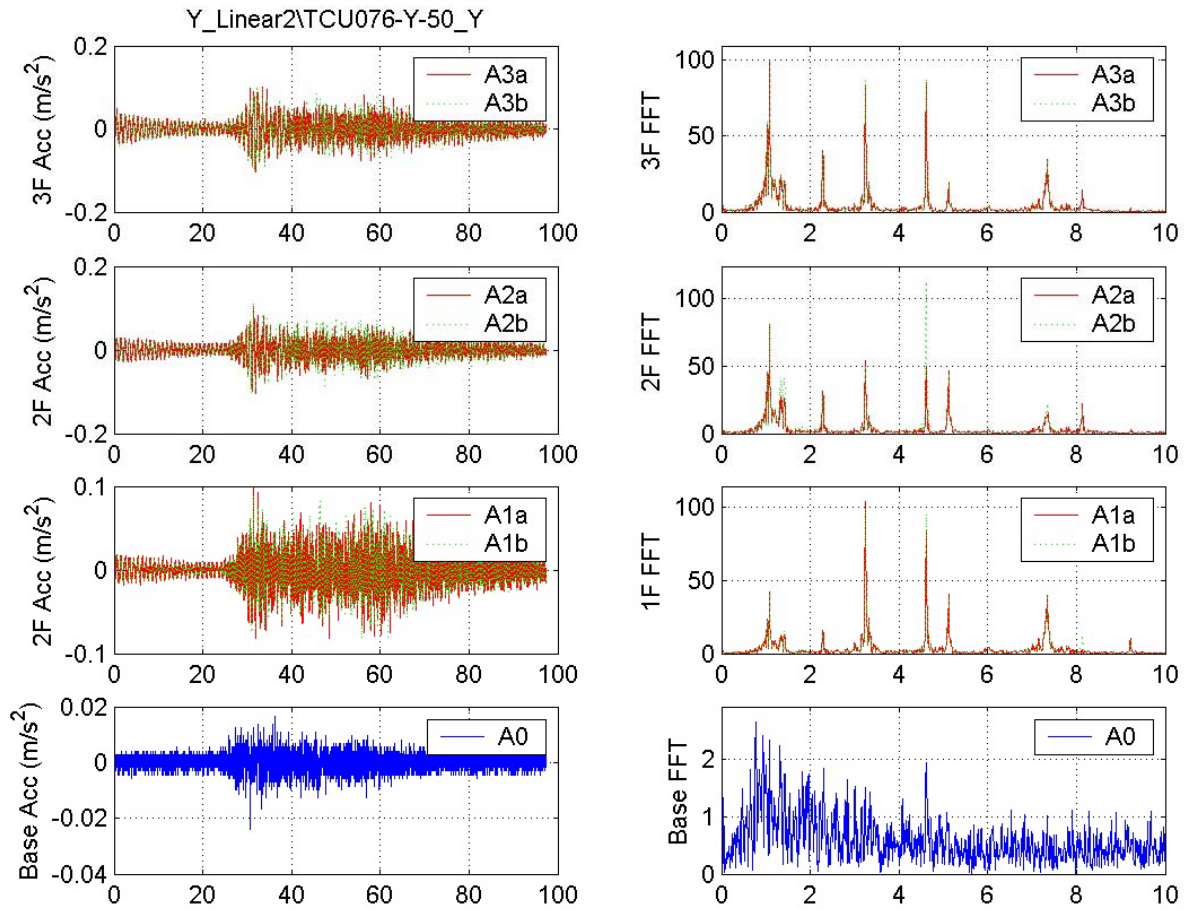 Y_Linear2\TCU076-Y-50_Y
3F Acc (m/s²)
0.2
0
-0.2
0 20 40 60 80 100
A3a
A3b
3F FFT
100
50
0
0 2 4 6 8 10
A3a
A3b
2F Acc (m/s²)
0.2
0
-0.2
0 20 40 60 80 100
A2a
A2b
2F FFT
100
50
0
0 2 4 6 8 10
A2a
A2b
2F Acc (m/s²)
0.1
0
-0.1
0 20 40 60 80 100
A1a
A1b
1F FFT
100
50
0
0 2 4 6 8 10
A1a
A1b
Base Acc (m/s²)
0.02
0
-0.02
-0.04
0 20 40 60 80 100
A0
Base FFT
2
1
0
0 2 4 6 8 10
A0